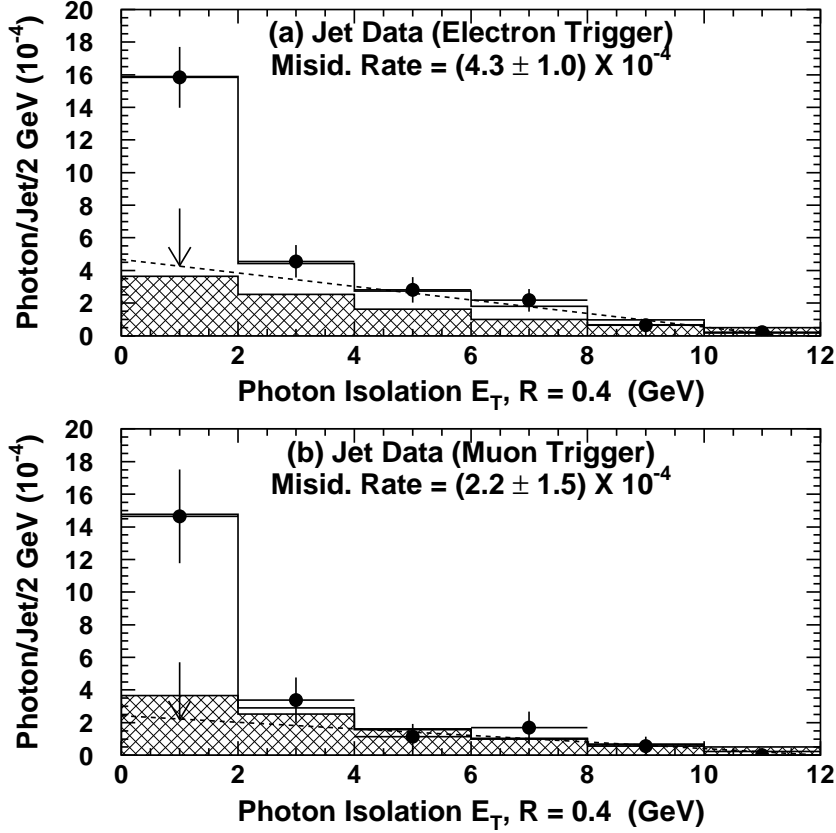 (a) Jet Data (Electron Trigger)
Misid. Rate = (4.3 ± 1.0) X 10-4
Photon/Jet/2 GeV (10-4)
20
18
16
14
12
10
8
6
4
2
0
0 2 4 6 8 10 12
Photon Isolation ET, R = 0.4 (GeV)
(b) Jet Data (Muon Trigger)
Misid. Rate = (2.2 ± 1.5) X 10-4
Photon/Jet/2 GeV (10-4)
20
18
16
14
12
10
8
6
4
2
0
0 2 4 6 8 10 12
Photon Isolation ET, R = 0.4 (GeV)